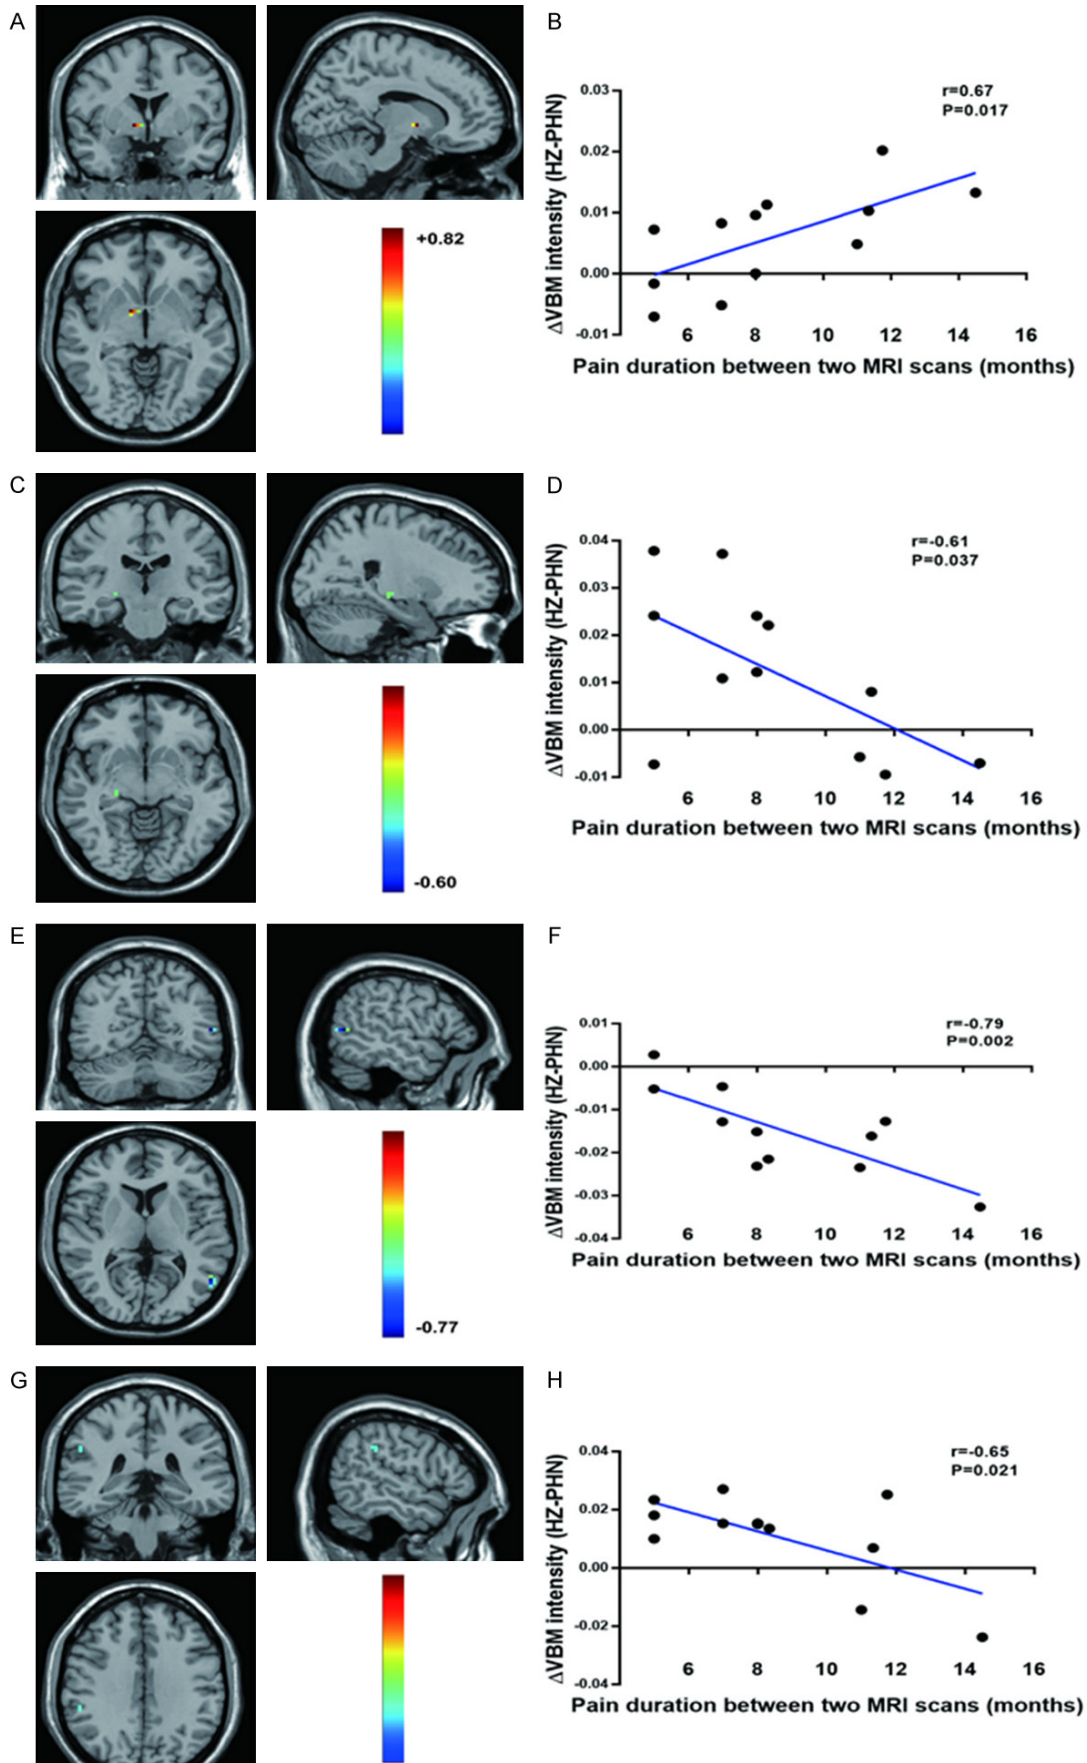 A
B
r=0.67
P=0.017
+0.82
0.03
0.02
0.01
0.00
-0.01
ΔVBM intensity (HZ-PHN)
6 8 10 12 14 16
Pain duration between two MRI scans (months)
C
D
r=-0.61
P=0.037
0.04
0.03
0.02
0.01
0.00
-0.01
ΔVBM intensity (HZ-PHN)
6 8 10 12 14 16
Pain duration between two MRI scans (months)
-0.60
E
F
r=-0.79
P=0.002
0.01
0.00
-0.01
-0.02
-0.03
-0.04
ΔVBM intensity (HZ-PHN)
6 8 10 12 14 16
Pain duration between two MRI scans (months)
-0.77
G
H
r=-0.65
P=0.021
0.04
0.02
0.00
-0.02
-0.04
ΔVBM intensity (HZ-PHN)
6 8 10 12 14 16
Pain duration between two MRI scans (months)